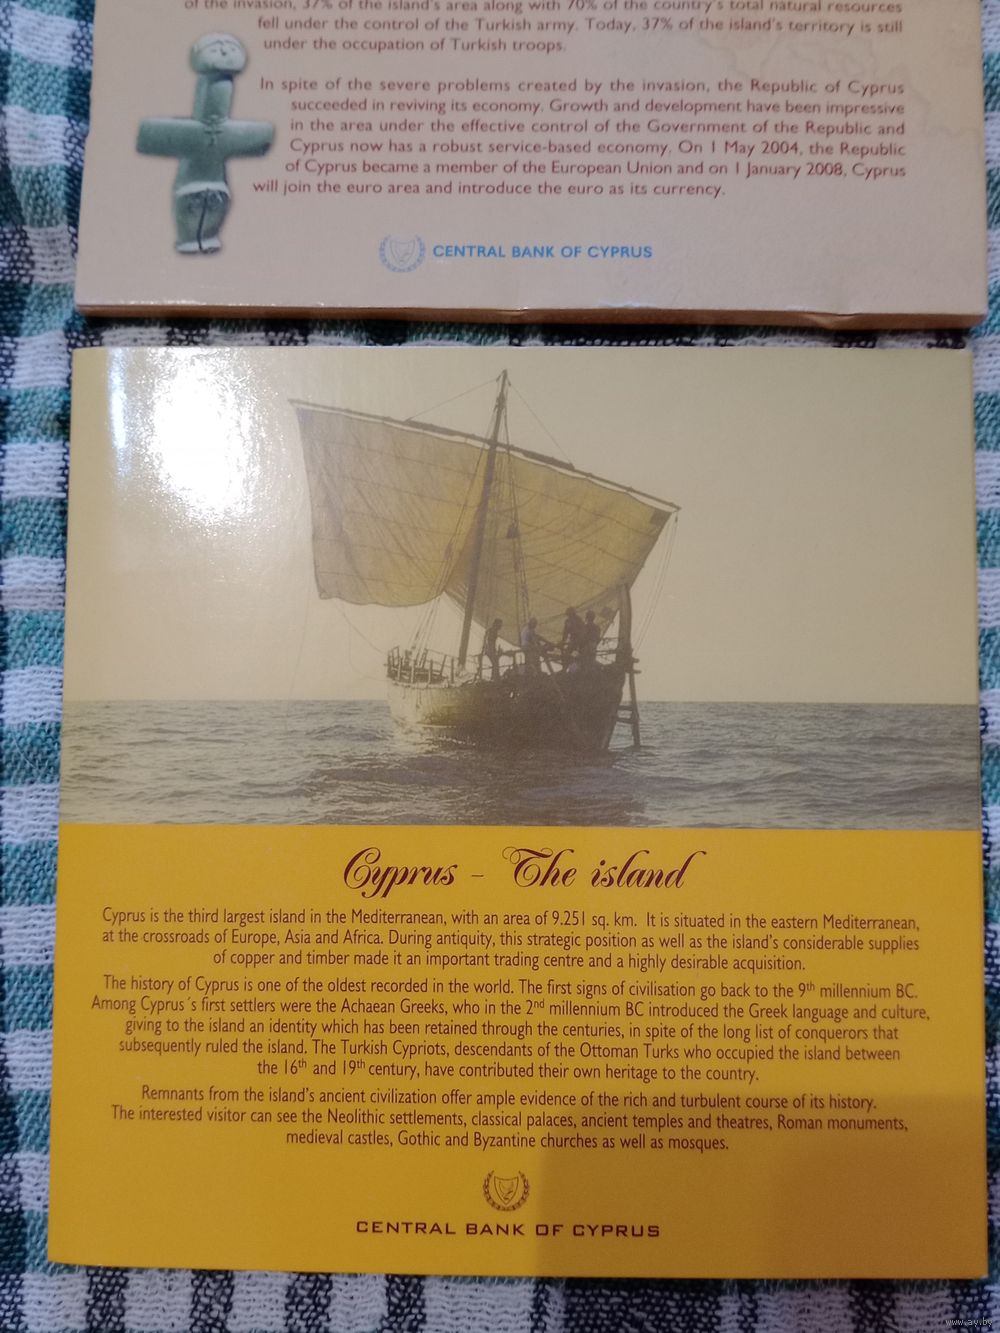 of the invasion, 37% of the island's area along with 70% of the country's total natural resources
fell under the control of the Turkish army. Today, 37% of the island's territory is still
under the occupation of Turkish troops.
In spite of the severe problems created by the invasion, the Republic of Cyprus
succeeded in reviving its economy. Growth and development have been impressive
in the area under the effective control of the Government of the Republic and
Cyprus now has a robust service-based economy. On 1 May 2004, the Republic
of Cyprus became a member of the European Union and on 1 January 2008, Cyprus
will join the euro area and introduce the euro as its currency.
CENTRAL BANK OF CYPRUS
Cyprus - The island
Cyprus is the third largest island in the Mediterranean, with an area of 9.251 sq. km. It is situated in the eastern Mediterranean,
at the crossroads of Europe, Asia and Africa. During antiquity, this strategic position as well as the island's considerable supplies
of copper and timber made it an important trading centre and a highly desirable acquisition.
The history of Cyprus is one of the oldest recorded in the world. The first signs of civilisation go back to the 9th millennium BC.
Among Cyprus´s first settlers were the Achaean Greeks, who in the 2nd millennium BC introduced the Greek language and culture,
giving to the island an identity which has been retained through the centuries, in spite of the long list of conquerors that
subsequently ruled the island. The Turkish Cypriots, descendants of the Ottoman Turks who occupied the island between
the 16th and 19th century, have contributed their own heritage to the country.
Remnants from the island's ancient civilization offer ample evidence of the rich and turbulent course of its history.
The interested visitor can see the Neolithic settlements, classical palaces, ancient temples and theatres, Roman monuments,
medieval castles, Gothic and Byzantine churches as well as mosques.
CENTRAL BANK OF CYPRUS
www.ay.by